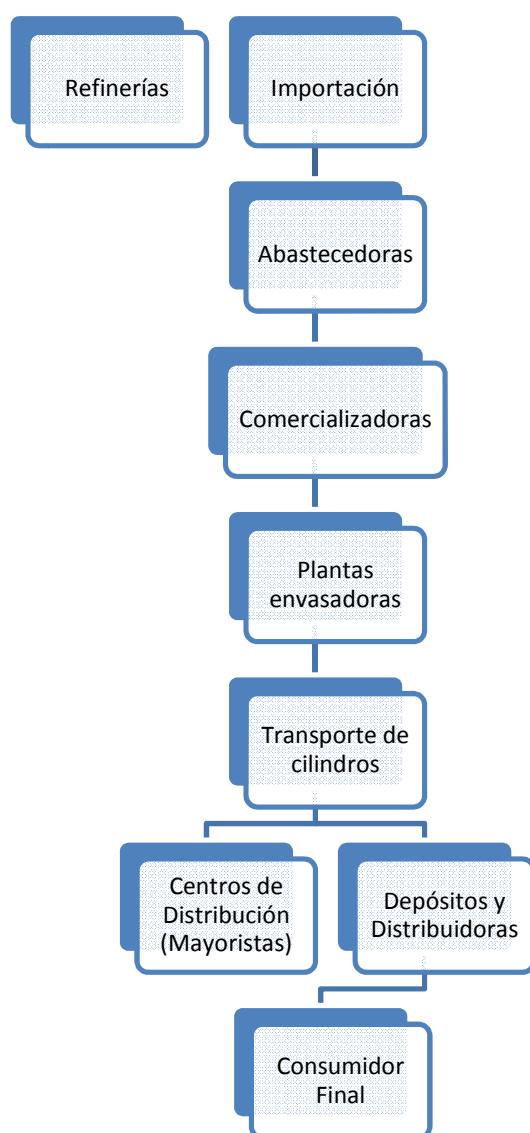 Refinerías
Importación
Abastecedoras
Comercializadoras
Plantas
envasadoras
Transporte de
cilindros
Centros de
Distribución
(Mayoristas)
Depósitos y
Distribuidoras
Consumidor
Final